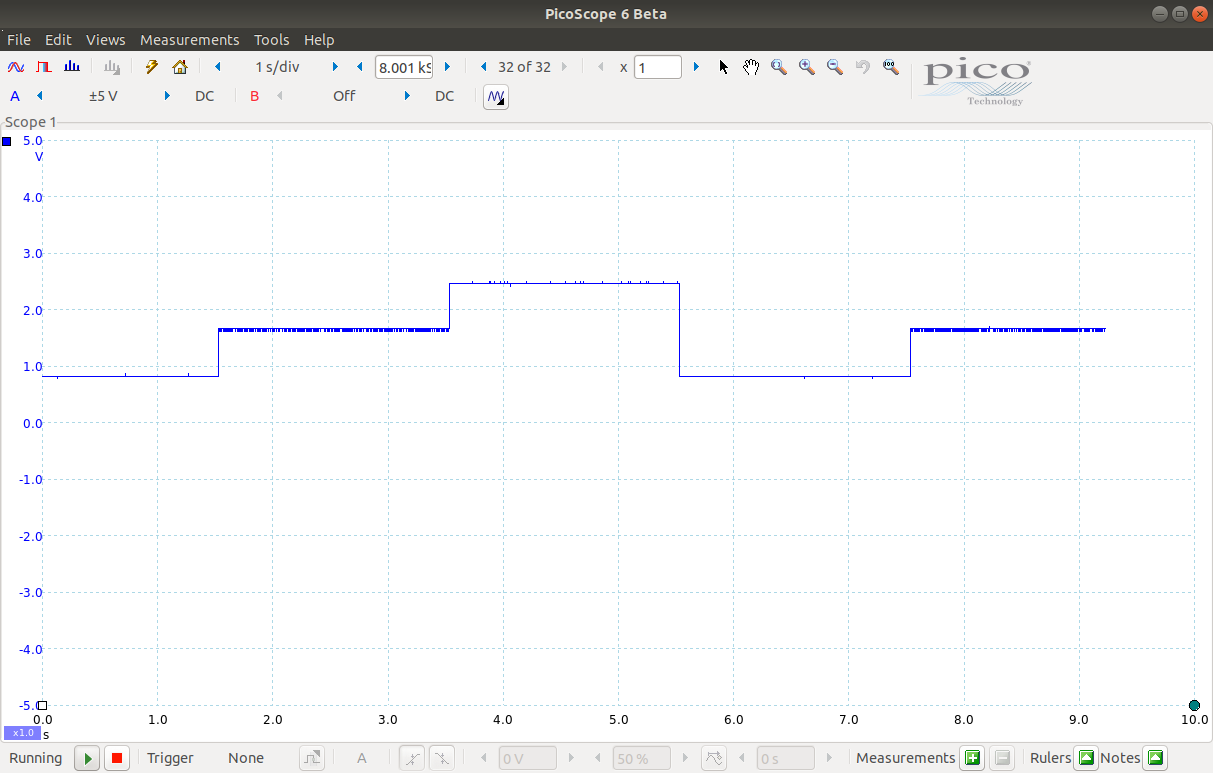 PicoScope 6 Beta
File Edit Views Measurements Tools Help
1 s/div 8.001 kS 32 of 32 x 1
pico
Technology
A ±5 V DC B Off DC
Scope 1
5.0
V
4.0
3.0
2.0
1.0
0.0
-1.0
-2.0
-3.0
-4.0
-5.0
0.0 1.0 2.0 3.0 4.0 5.0 6.0 7.0 8.0 9.0 10.0
x1.0 s
Running Trigger None A 0 V 50 % 0 s Measurements Rulers Notes